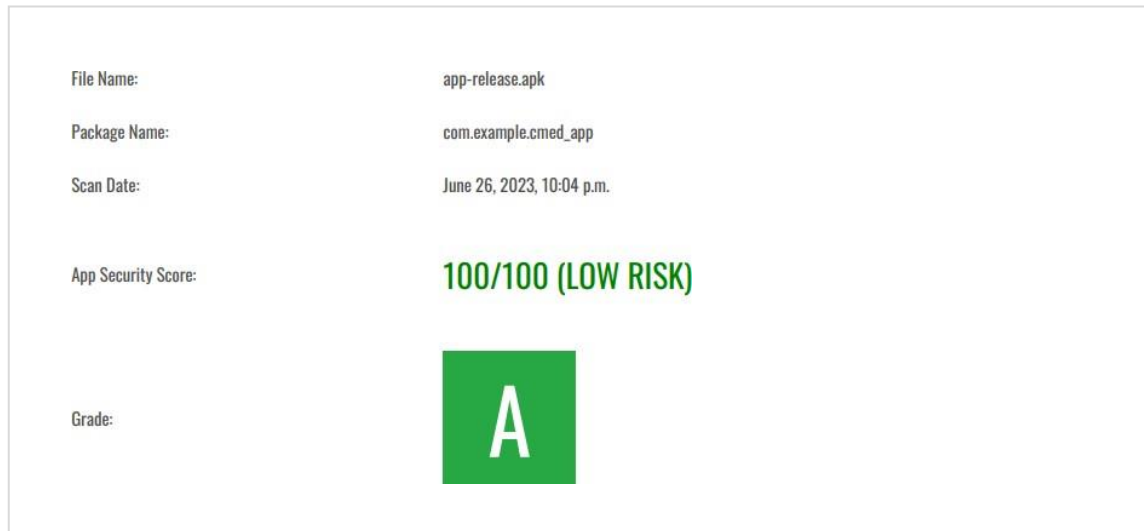 File Name: app-release.apk
Package Name: com.example.cmed_app
Scan Date: June 26, 2023, 10:04 p.m.
App Security Score: 100/100 (LOW RISK)
Grade: A